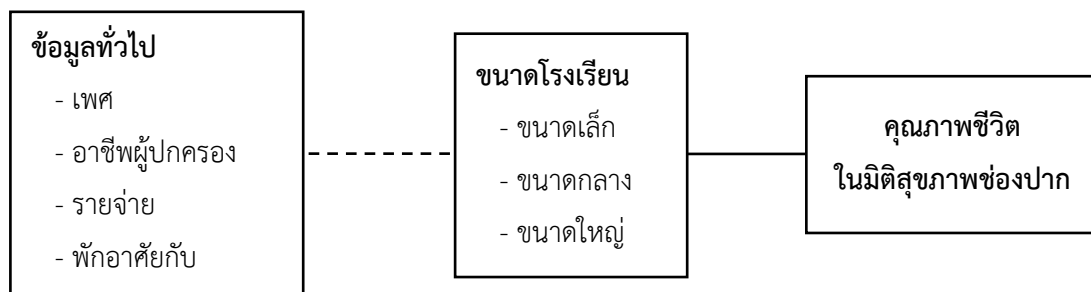 ข้อมูลทั่วไป
- เพศ
- อาชีพผู้ปกครอง
- รายจ่าย
- พักอาศัยกับ
ขนาดโรงเรียน
- ขนาดเล็ก
- ขนาดกลาง
- ขนาดใหญ่
คุณภาพชีวิต
ในมิติสุขภาพช่องปาก